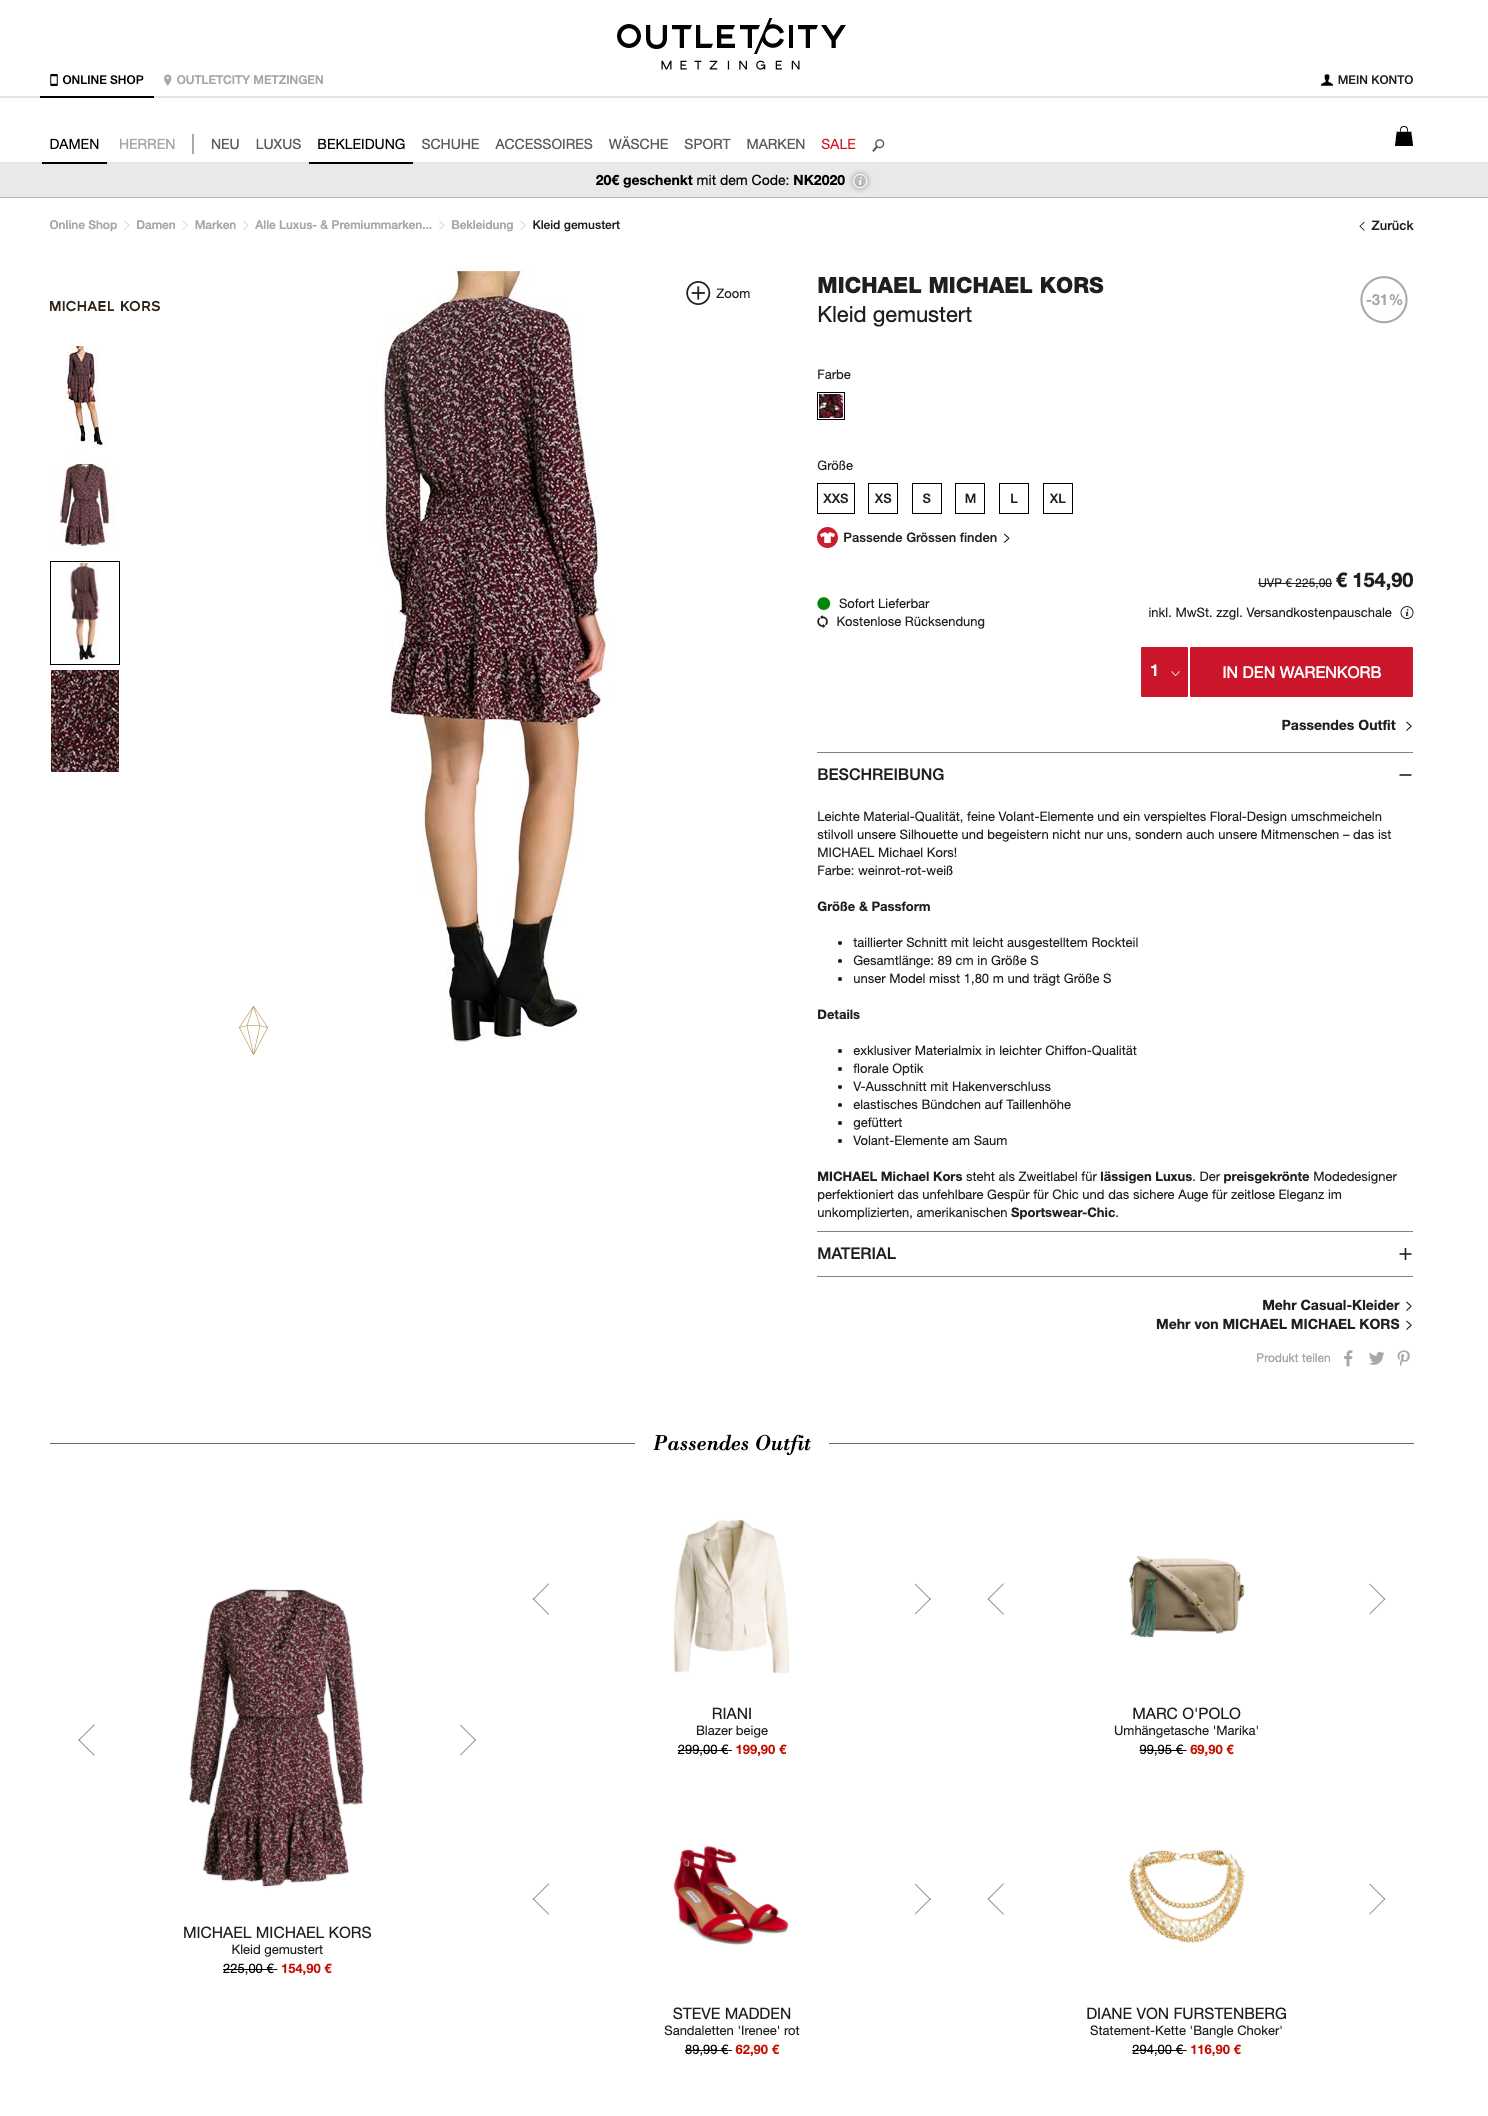 OUTLETCITY
METZINGEN
ONLINE SHOP OUTLETCITY METZINGEN MEIN KONTO
DAMEN HERREN NEU LUXUS BEKLEIDUNG SCHUHE ACCESSOIRES WÄSCHE SPORT MARKEN SALE
20€ geschenkt mit dem Code: NK2020
Online Shop Damen Marken Alle Luxus- & Premiummarken... Bekleidung Kleid gemustert Zurück
MICHAEL KORS
Zoom
MICHAEL MICHAEL KORS
Kleid gemustert
-31%
Farbe
Größe
XXS XS S M L XL
Passende Grössen finden
UVP € 225,00 € 154,90
Sofort Lieferbar
inkl. MwSt. zzgl. Versandkostenpauschale
Kostenlose Rücksendung
1 IN DEN WARENKORB
Passendes Outfit
BESCHREIBUNG
Leichte Material-Qualität, feine Volant-Elemente und ein verspieltes Floral-Design umschmeicheln
stilvoll unsere Silhouette und begeistern nicht nur uns, sondern auch unsere Mitmenschen – das ist
MICHAEL Michael Kors!
Farbe: weinrot-rot-weiß
Größe & Passform
• taillierter Schnitt mit leicht ausgestelltem Rockteil
• Gesamtlänge: 89 cm in Größe S
• unser Model misst 1,80 m und trägt Größe S
Details
• exklusiver Materialmix in leichter Chiffon-Qualität
• florale Optik
• V-Ausschnitt mit Hakenverschluss
• elastisches Bündchen auf Taillenhöhe
• gefüttert
• Volant-Elemente am Saum
MICHAEL Michael Kors steht als Zweitlabel für lässigen Luxus. Der preisgekrönte Modedesigner
perfektioniert das unfehlbare Gespür für Chic und das sichere Auge für zeitlose Eleganz im
unkomplizierten, amerikanischen Sportswear-Chic.
MATERIAL
Mehr Casual-Kleider
Mehr von MICHAEL MICHAEL KORS
Produkt teilen
Passendes Outfit
MICHAEL MICHAEL KORS
Kleid gemustert
225,00 € 154,90 €
RIANI
Blazer beige
299,00 € 199,90 €
MARC O'POLO
Umhängetasche 'Marika'
99,95 € 69,90 €
STEVE MADDEN
Sandaletten 'Irenee' rot
89,99 € 62,90 €
DIANE VON FURSTENBERG
Statement-Kette 'Bangle Choker'
294,00 € 116,90 €